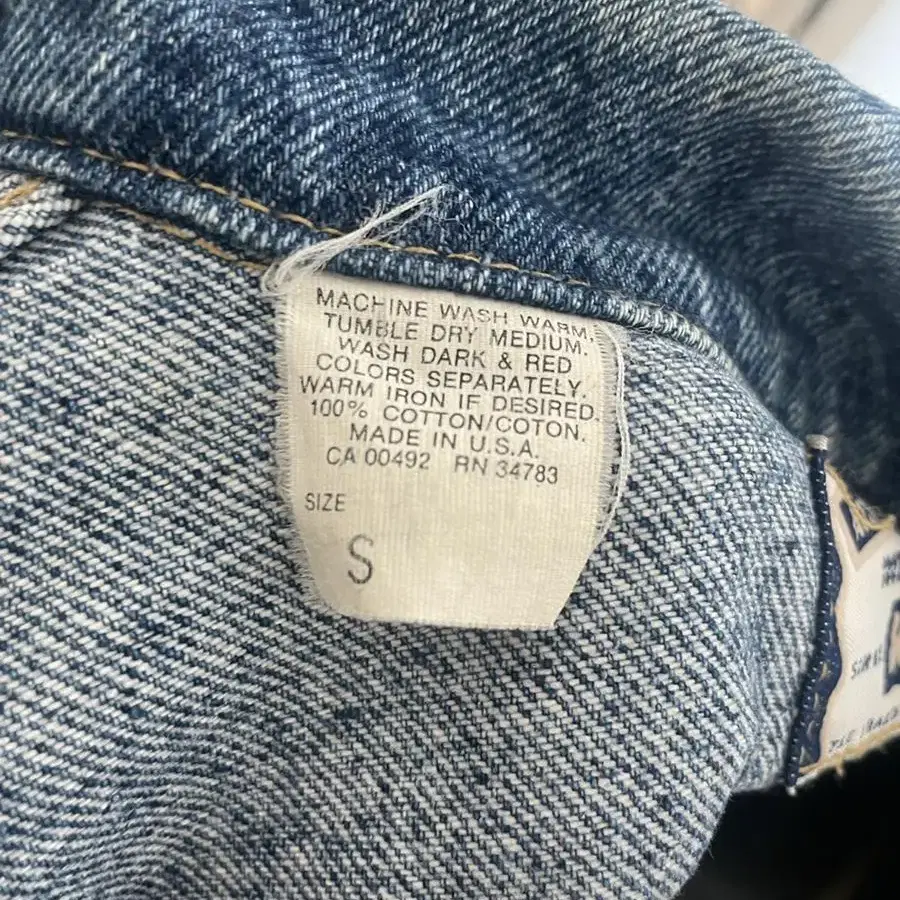 MACHINE WASH WARM,
TUMBLE DRY MEDIUM.
WASH DARK & RED
COLORS SEPARATELY.
WARM IRON IF DESIRED.
100% COTTON/COTON.
MADE IN U.S.A.
CA 00492 RN 34783
SIZE
S